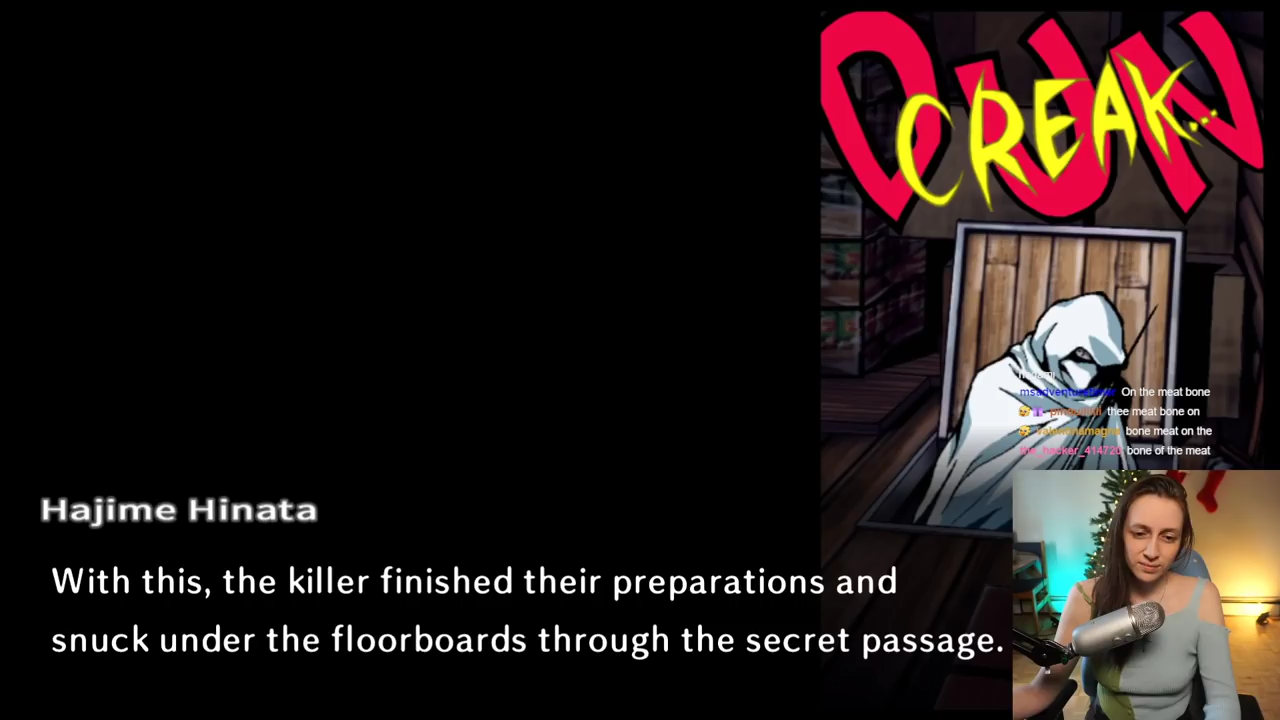 DUN
CREAK...
On the meat bone
thee meat bone on
bone meat on the
bone of the meat
Hajime Hinata
With this, the killer finished their preparations and
snuck under the floorboards through the secret passage.